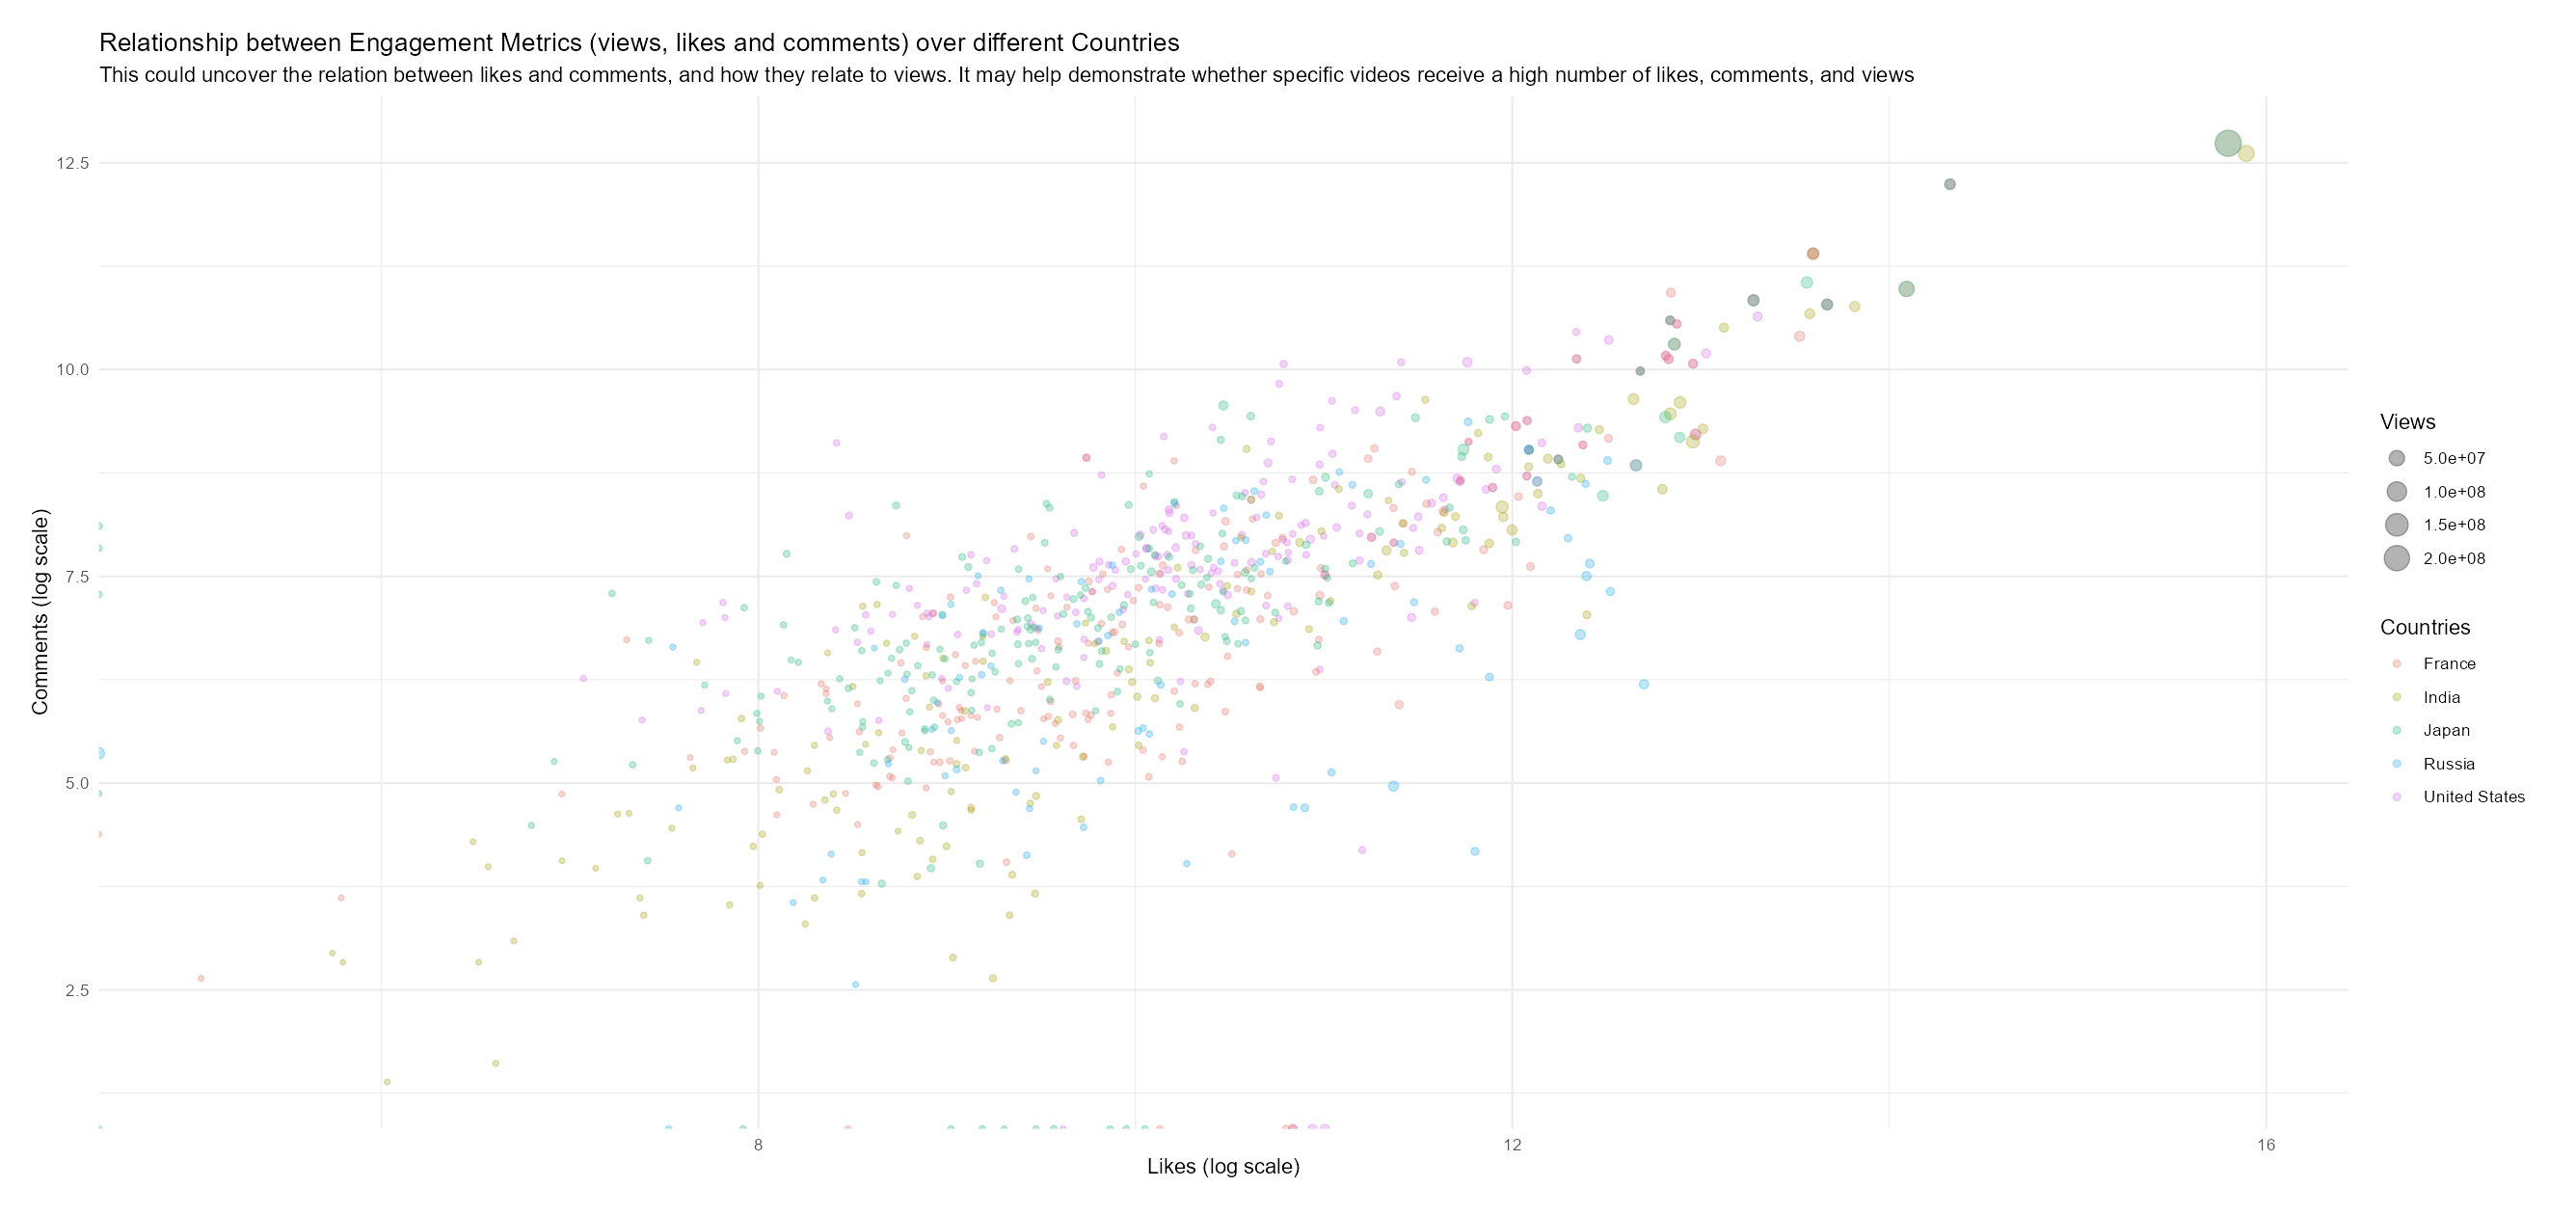 Relationship between Engagement Metrics (views, likes and comments) over different Countries
This could uncover the relation between likes and comments, and how they relate to views. It may help demonstrate whether specific videos receive a high number of likes, comments, and views
12.5
10.0
7.5
5.0
2.5
Comments (log scale)
8
12
16
Likes (log scale)
Views
5.0e+07
1.0e+08
1.5e+08
2.0e+08
Countries
France
India
Japan
Russia
United States